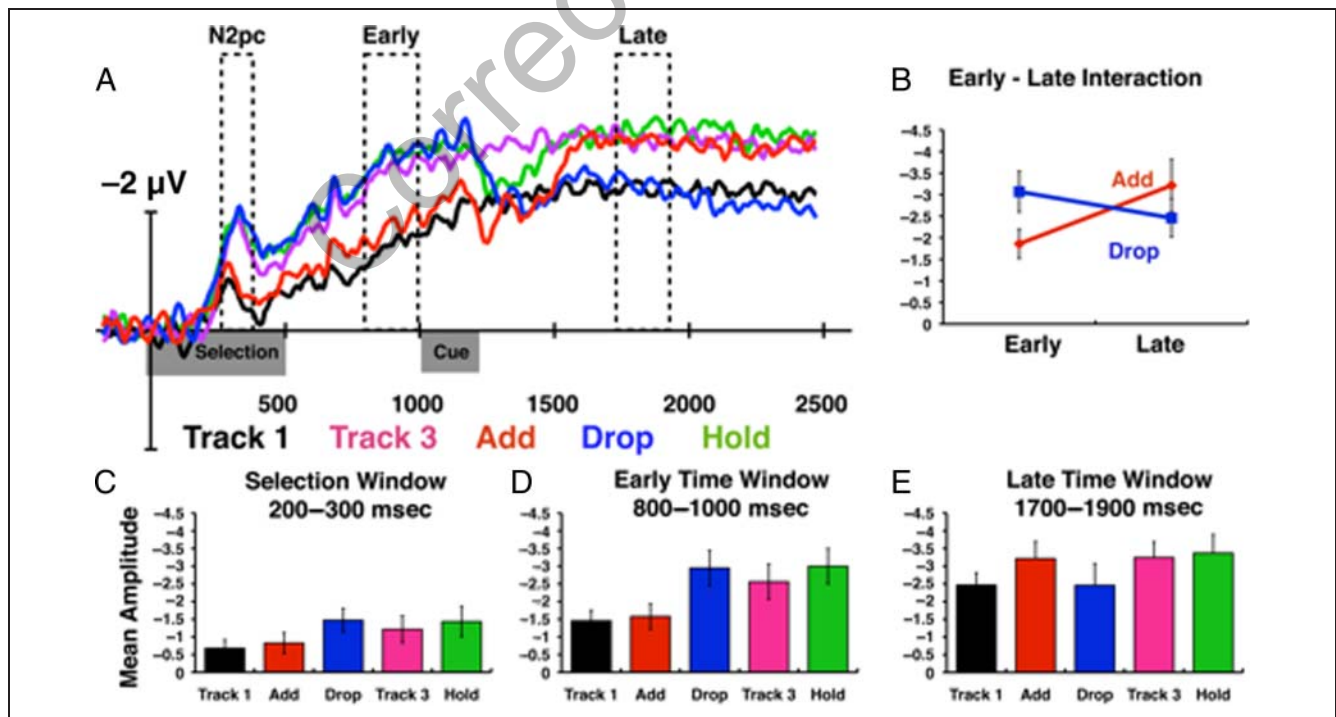 Correc
N2pc Early Late
A
−2 µV
Selection Cue
500 1000 1500 2000 2500
Track 1 Track 3 Add Drop Hold
B Early - Late Interaction
−4.5
−4
−3.5
−3
−2.5
−2
−1.5
−1
−0.5
0
Add
Drop
Early Late
C Selection Window
200–300 msec
Mean Amplitude
−4.5
−4
−3.5
−3
−2.5
−2
−1.5
−1
−0.5
0
Track 1 Add Drop Track 3 Hold
D Early Time Window
800–1000 msec
−4.5
−4
−3.5
−3
−2.5
−2
−1.5
−1
−0.5
0
Track 1 Add Drop Track 3 Hold
E Late Time Window
1700–1900 msec
−4.5
−4
−3.5
−3
−2.5
−2
−1.5
−1
−0.5
0
Track 1 Add Drop Track 3 Hold